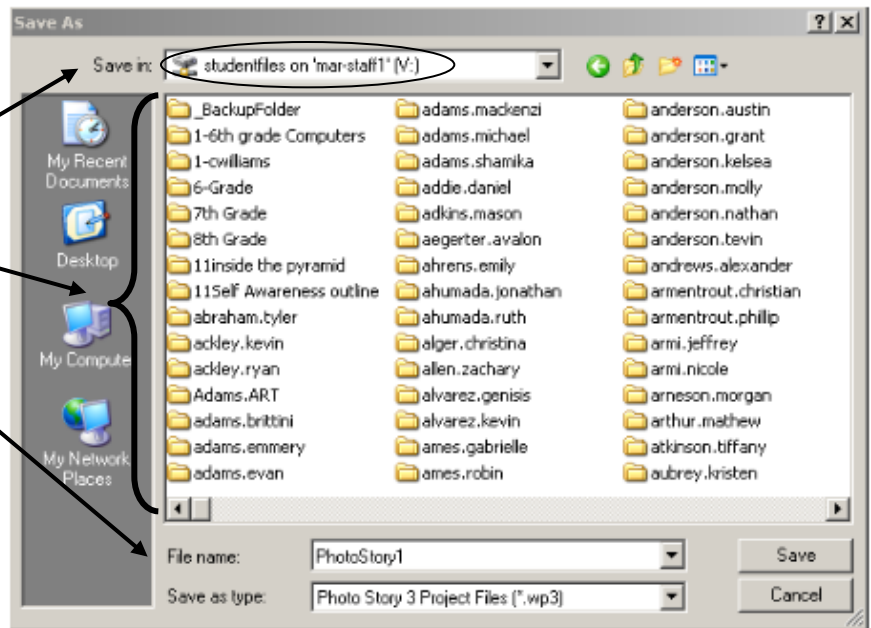 Save As
Save in: studentfiles on 'mar-staff1' (V:)
My Recent Documents
Desktop
My Compute
My Network Places
_BackupFolder
1-6th grade Computers
1-cwilliams
6-Grade
7th Grade
8th Grade
11inside the pyramid
11Self Awareness outline
abraham.tyler
ackley.kevin
ackley.ryan
Adams.ART
adams.brittini
adams.emmery
adams.evan
adams.mackenzi
adams.michael
adams.shamika
addie.daniel
adkins.mason
aegerter.avalon
ahrens.emily
ahumada.jonathan
ahumada.ruth
alger.christina
allen.zachary
alvarez.genisis
alvarez.kevin
ames.gabrielle
ames.robin
anderson.austin
anderson.grant
anderson.kelsea
anderson.molly
anderson.nathan
anderson.tevin
andrews.alexander
armentrout.christian
armentrout.phillip
armi.jeffrey
armi.nicole
arneson.morgan
arthur.mathew
atkinson.tiffany
aubrey.kristen
File name: PhotoStory1 Save
Save as type: Photo Story 3 Project Files (*.wp3) Cancel